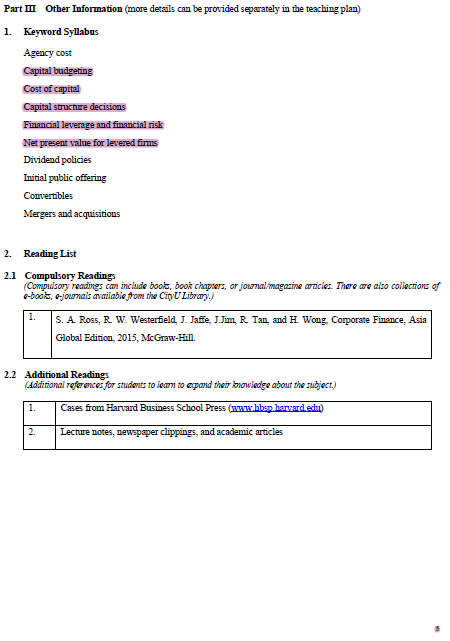 Part III Other Information (more details can be provided separately in the teaching plan)
1. Keyword Syllabus
Agency cost
Capital budgeting
Cost of capital
Capital structure decisions
Financial leverage and financial risk
Net present value for levered firms
Dividend policies
Initial public offering
Convertibles
Mergers and acquisitions
2. Reading List
2.1 Compulsory Readings
(Compulsory readings can include books, book chapters, or journal/magazine articles. There are also collections of
e-books, e-journals available from the CityU Library.)
1. S. A. Ross, R. W. Westerfield, J. Jaffe, J.Jim, R. Tan, and H. Wong, Corporate Finance, Asia
Global Edition, 2015, McGraw-Hill.
2.2 Additional Readings
(Additional references for students to learn to expand their knowledge about the subject.)
1. Cases from Harvard Business School Press (www.hbsp.harvard.edu)
2. Lecture notes, newspaper clippings, and academic articles
5